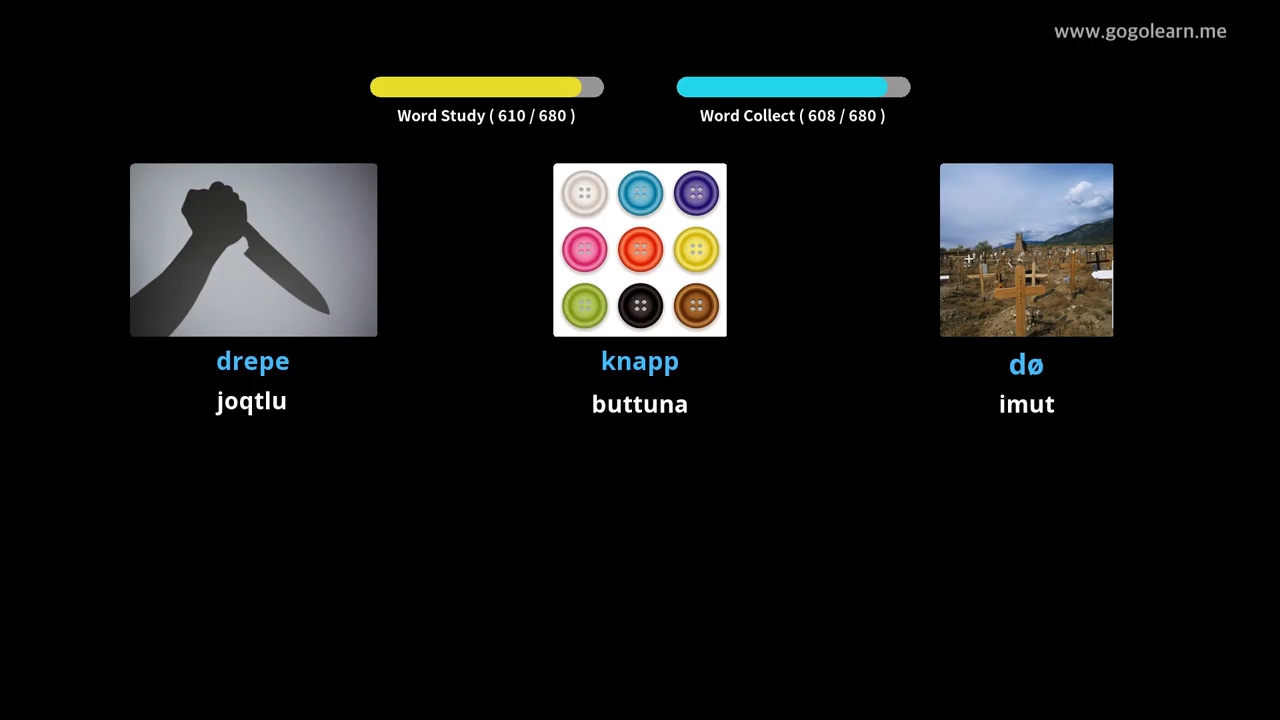 www.gogolearn.me
Word Study ( 610 / 680 )
Word Collect ( 608 / 680 )
drepe
joqtlu
knapp
buttuna
dø
imut